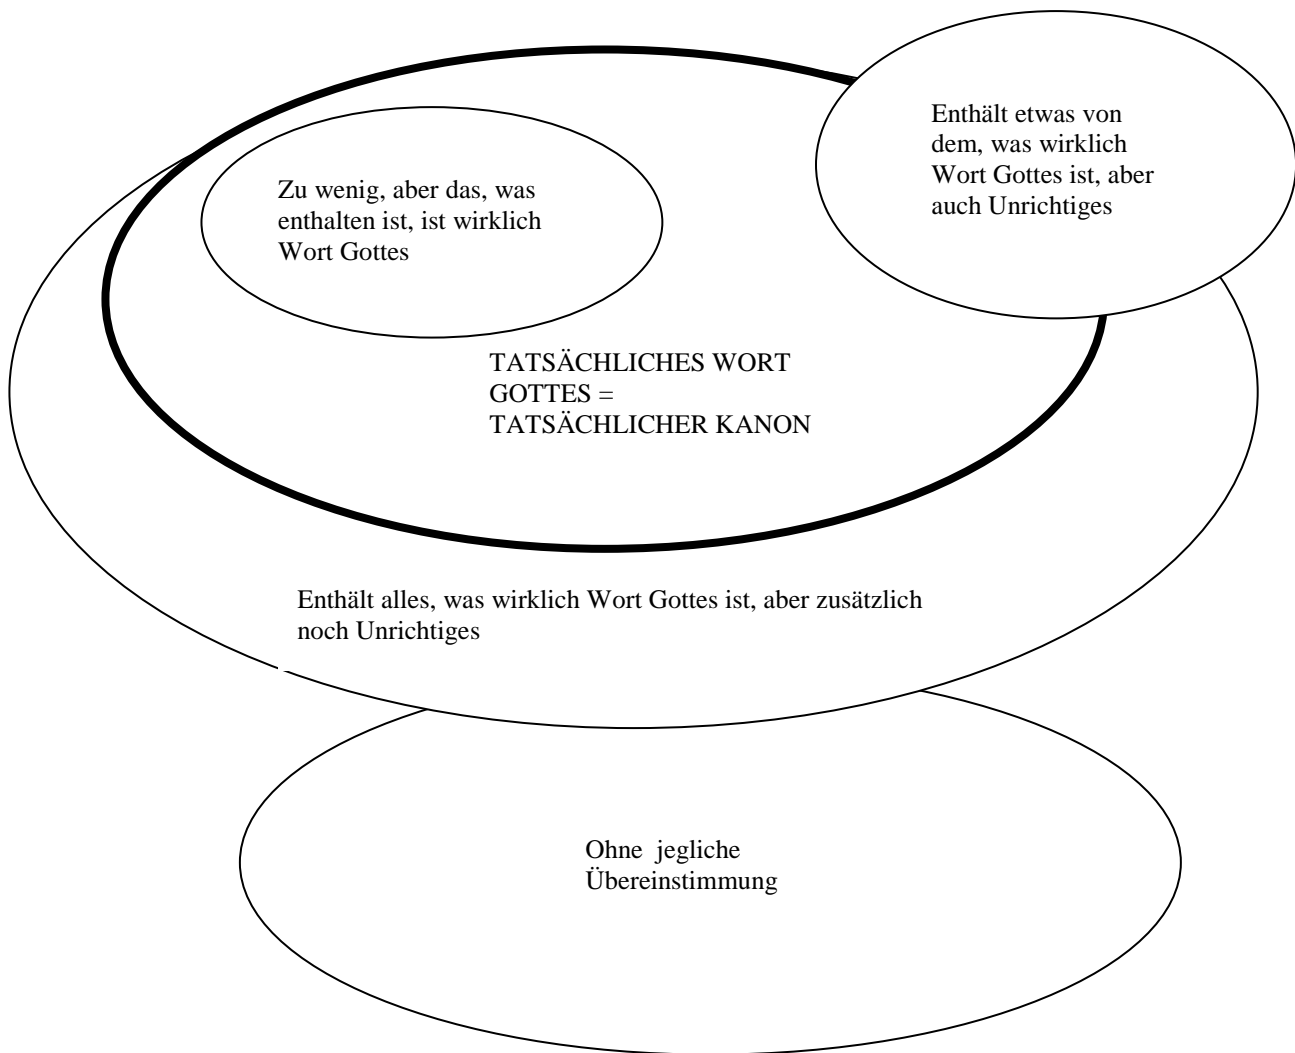 Enthält etwas von
dem, was wirklich
Wort Gottes ist, aber
auch Unrichtiges
Zu wenig, aber das, was
enthalten ist, ist wirklich
Wort Gottes
TATSÄCHLICHES WORT
GOTTES =
TATSÄCHLICHER KANON
Enthält alles, was wirklich Wort Gottes ist, aber zusätzlich
noch Unrichtiges
Ohne jegliche
Übereinstimmung